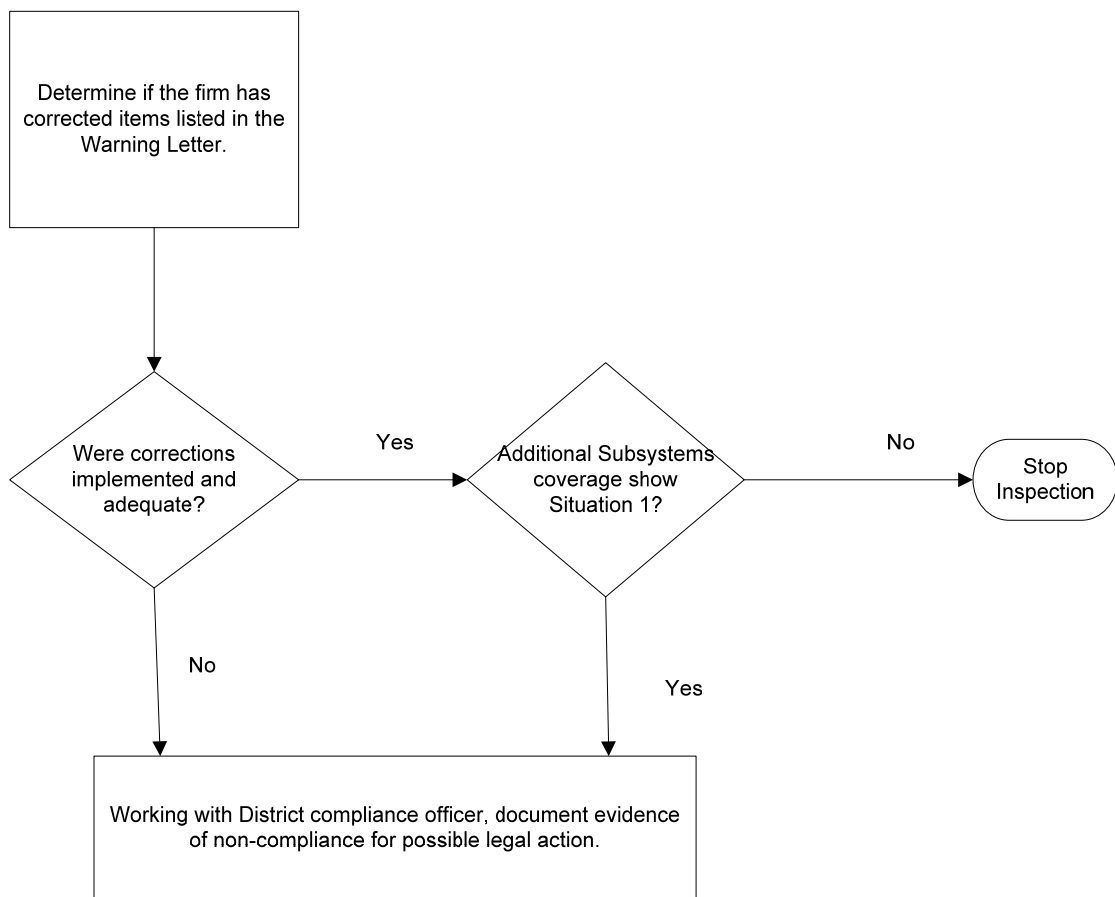 Determine if the firm has
corrected items listed in the
Warning Letter.
Were corrections
implemented and
adequate?
Yes
Additional Subsystems
coverage show
Situation 1?
No
Stop
Inspection
No
Yes
Working with District compliance officer, document evidence
of non-compliance for possible legal action.